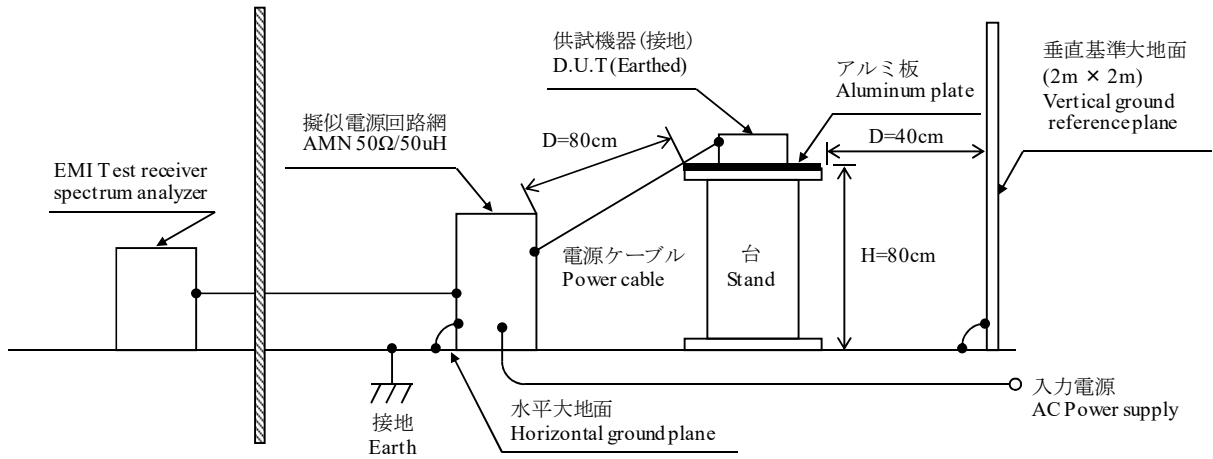 供試機器(接地)
D.U.T(Earthed)
アルミ板
Aluminum plate
垂直基準大地面
(2m × 2m)
Vertical ground
reference plane
擬似電源回路網
AMN 50Ω/50uH
D=80cm
D=40cm
EMI Test receiver
spectrum analyzer
電源ケーブル
Power cable
台
Stand
H=80cm
接地
Earth
水平大地面
Horizontal ground plane
入力電源
AC Power supply